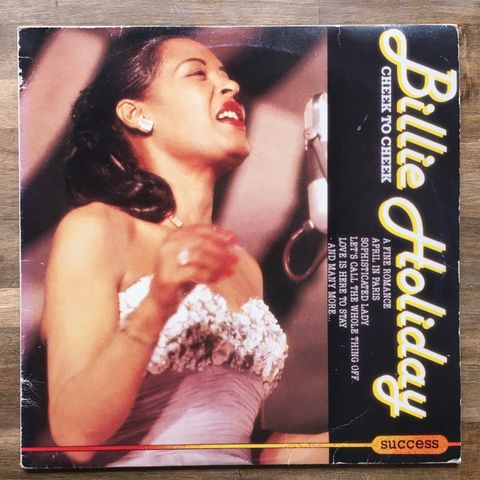 Billie Holiday
CHEEK TO CHEEK
A FINE ROMANCE
APRIL IN PARIS
SOPHISTICATED LADY
LET'S CALL THE WHOLE THING OFF
LOVE IS HERE TO STAY
AND MANY MORE...
success